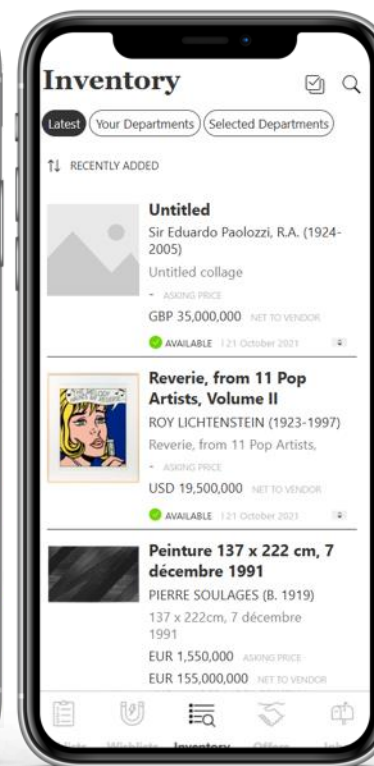 Inventory
Latest
Your Departments
Selected Departments
RECENTLY ADDED
Untitled
Sir Eduardo Paolozzi, R.A. (1924-
2005)
Untitled collage
- ASKING PRICE
GBP 35,000,000 NET TO VENDOR
AVAILABLE | 21 October 2021
THE MELODY
Reverie, from 11 Pop
Artists, Volume II
ROY LICHTENSTEIN (1923-1997)
Reverie, from 11 Pop Artists,
- ASKING PRICE
USD 19,500,000 NET TO VENDOR
AVAILABLE | 21 October 2021
Peinture 137 x 222 cm, 7
décembre 1991
PIERRE SOULAGES (B. 1919)
137 x 222cm, 7 décembre
1991
EUR 1,550,000 ASKING PRICE
EUR 155,000,000 NET TO VENDOR
Wishlists Inventory Offers